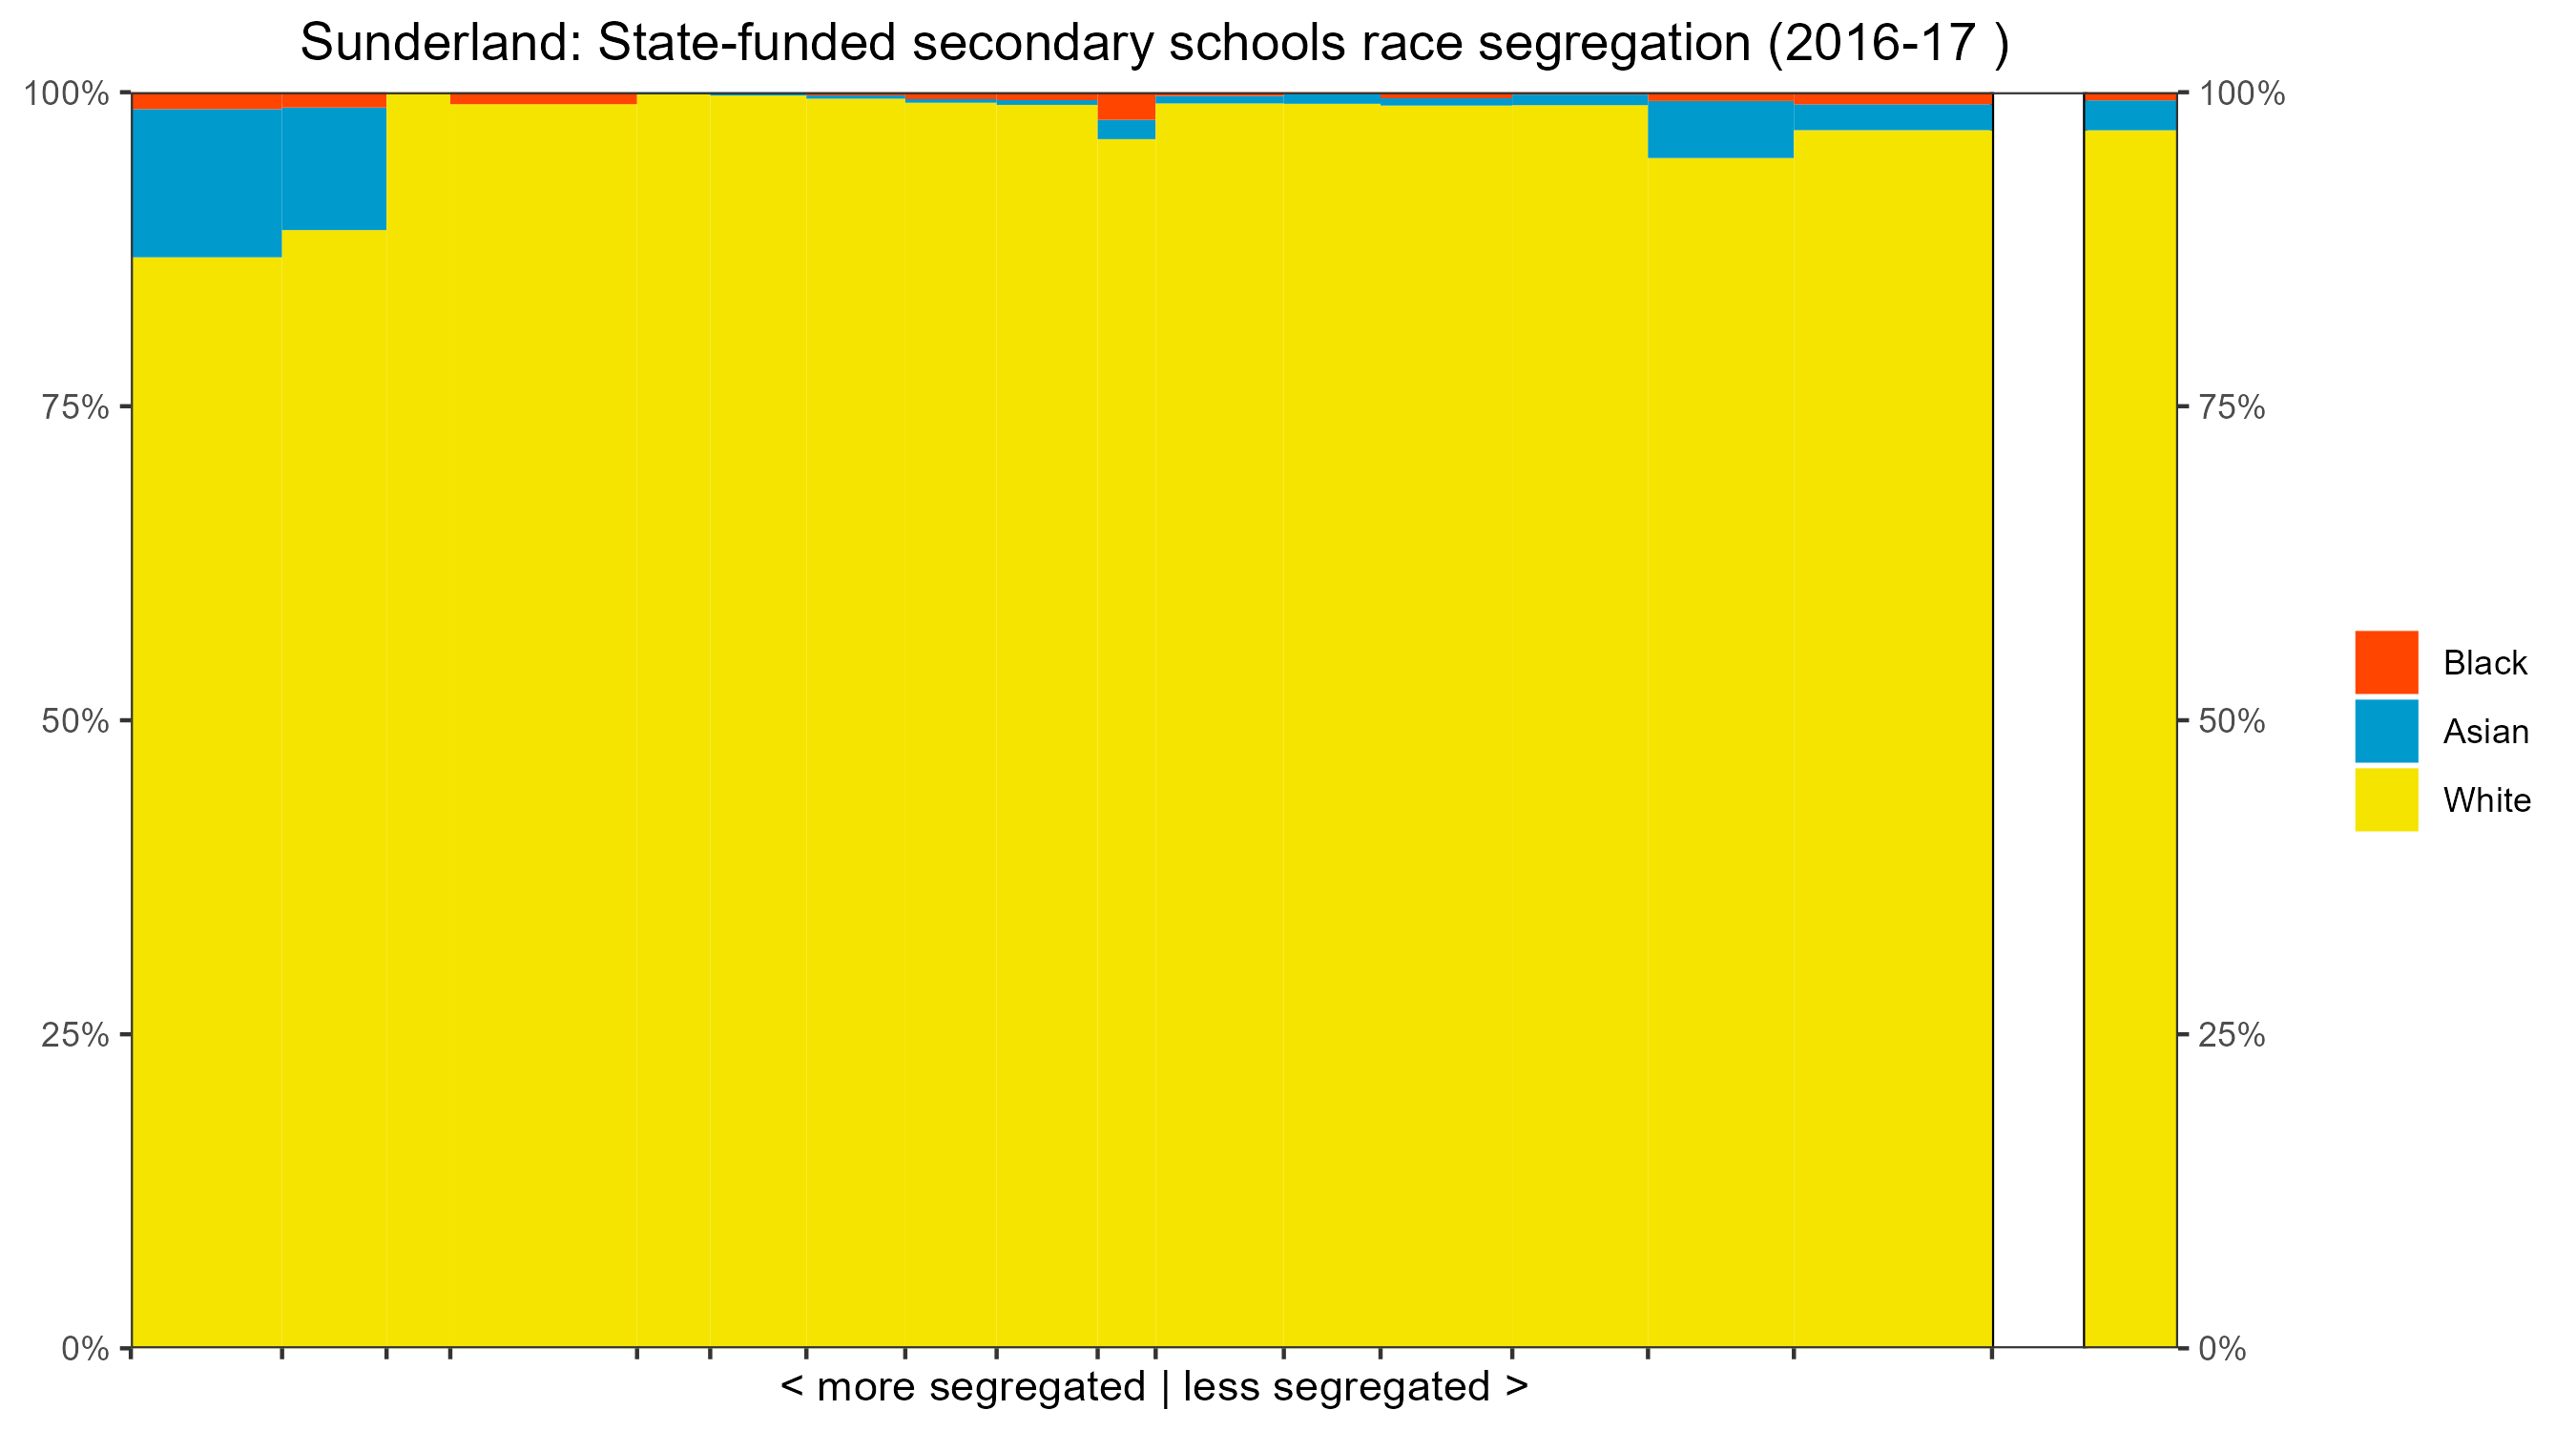 Sunderland: State-funded secondary schools race segregation (2016-17 )
100%
75%
50%
25%
0%
100%
75%
50%
25%
0%
Black
Asian
White
< more segregated | less segregated >